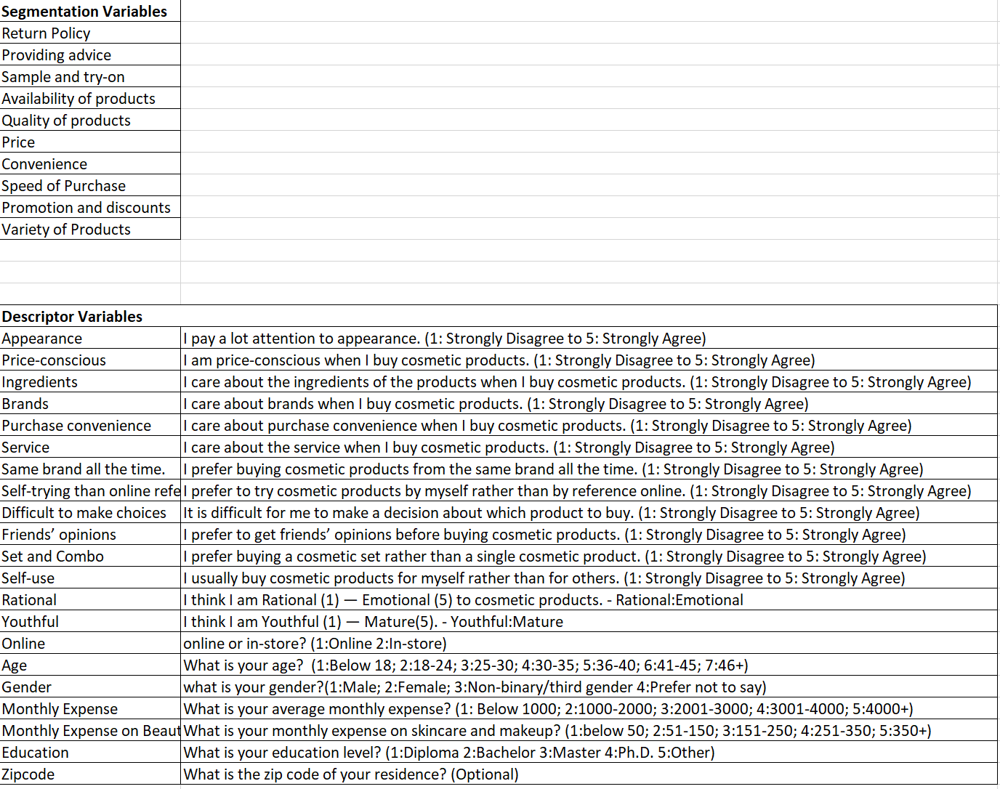 Segmentation Variables
Return Policy
Providing advice
Sample and try-on
Availability of products
Quality of products
Price
Convenience
Speed of Purchase
Promotion and discounts
Variety of Products
Descriptor Variables
Appearance I pay a lot attention to appearance. (1: Strongly Disagree to 5: Strongly Agree)
Price-conscious I am price-conscious when I buy cosmetic products. (1: Strongly Disagree to 5: Strongly Agree)
Ingredients I care about the ingredients of the products when I buy cosmetic products. (1: Strongly Disagree to 5: Strongly Agree)
Brands I care about brands when I buy cosmetic products. (1: Strongly Disagree to 5: Strongly Agree)
Purchase convenience I care about purchase convenience when I buy cosmetic products. (1: Strongly Disagree to 5: Strongly Agree)
Service I care about the service when I buy cosmetic products. (1: Strongly Disagree to 5: Strongly Agree)
Same brand all the time. I prefer buying cosmetic products from the same brand all the time. (1: Strongly Disagree to 5: Strongly Agree)
Self-trying than online refe I prefer to try cosmetic products by myself rather than by reference online. (1: Strongly Disagree to 5: Strongly Agree)
Difficult to make choices It is difficult for me to make a decision about which product to buy. (1: Strongly Disagree to 5: Strongly Agree)
Friends’ opinions I prefer to get friends’ opinions before buying cosmetic products. (1: Strongly Disagree to 5: Strongly Agree)
Set and Combo I prefer buying a cosmetic set rather than a single cosmetic product. (1: Strongly Disagree to 5: Strongly Agree)
Self-use I usually buy cosmetic products for myself rather than for others. (1: Strongly Disagree to 5: Strongly Agree)
Rational I think I am Rational (1) — Emotional (5) to cosmetic products. - Rational:Emotional
Youthful I think I am Youthful (1) — Mature(5). - Youthful:Mature
Online online or in-store? (1:Online 2:In-store)
Age What is your age?  (1:Below 18; 2:18-24; 3:25-30; 4:30-35; 5:36-40; 6:41-45; 7:46+)
Gender what is your gender?(1:Male; 2:Female; 3:Non-binary/third gender 4:Prefer not to say)
Monthly Expense What is your average monthly expense? (1: Below 1000; 2:1000-2000; 3:2001-3000; 4:3001-4000; 5:4000+)
Monthly Expense on Beaut What is your monthly expense on skincare and makeup? (1:below 50; 2:51-150; 3:151-250; 4:251-350; 5:350+)
Education What is your education level? (1:Diploma 2:Bachelor 3:Master 4:Ph.D. 5:Other)
Zipcode What is the zip code of your residence? (Optional)